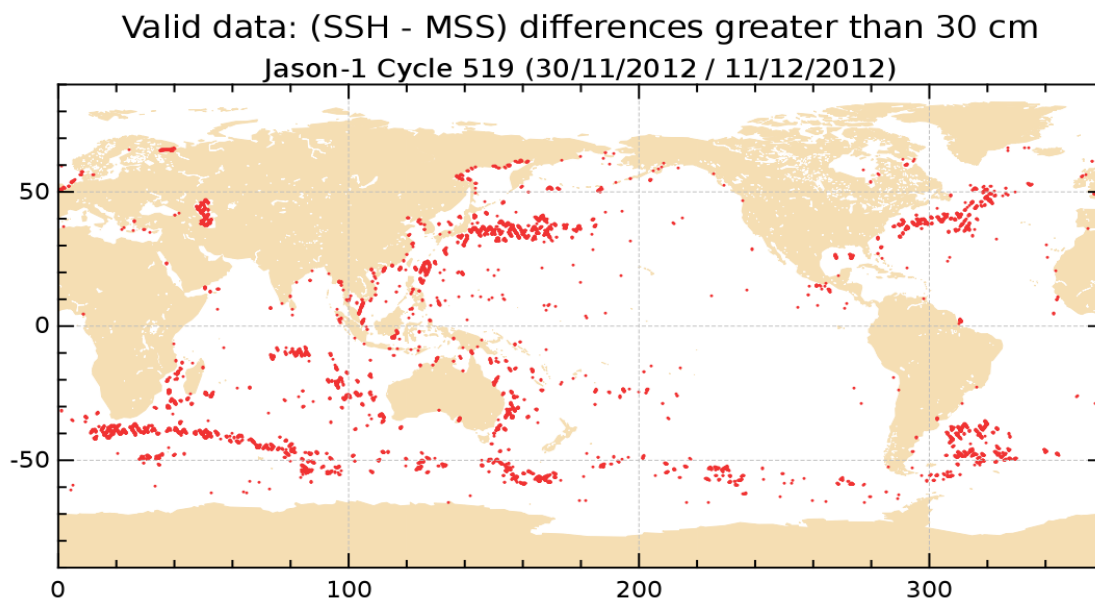 Valid data: (SSH - MSS) differences greater than 30 cm
Jason-1 Cycle 519 (30/11/2012 / 11/12/2012)
50
0
-50
0 100 200 300